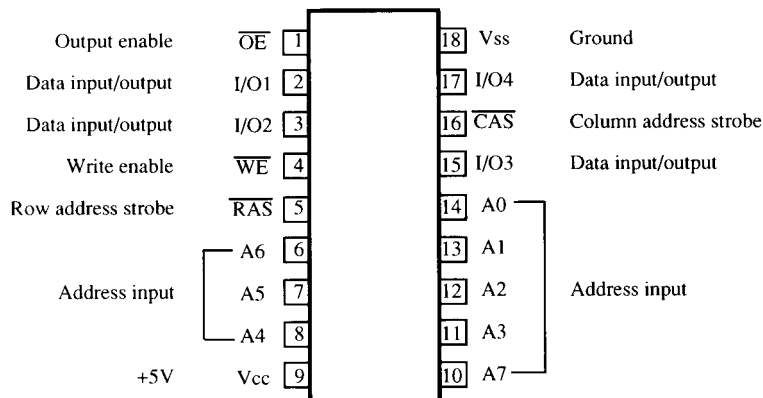 Output enable OE 1 18 Vss Ground
Data input/output I/O1 2 17 I/O4 Data input/output
Data input/output I/O2 3 16 CAS Column address strobe
Write enable WE 4 15 I/O3 Data input/output
Row address strobe RAS 5 14 A0
A6 6 13 A1
Address input A5 7 12 A2 Address input
A4 8 11 A3
+5V Vcc 9 10 A7